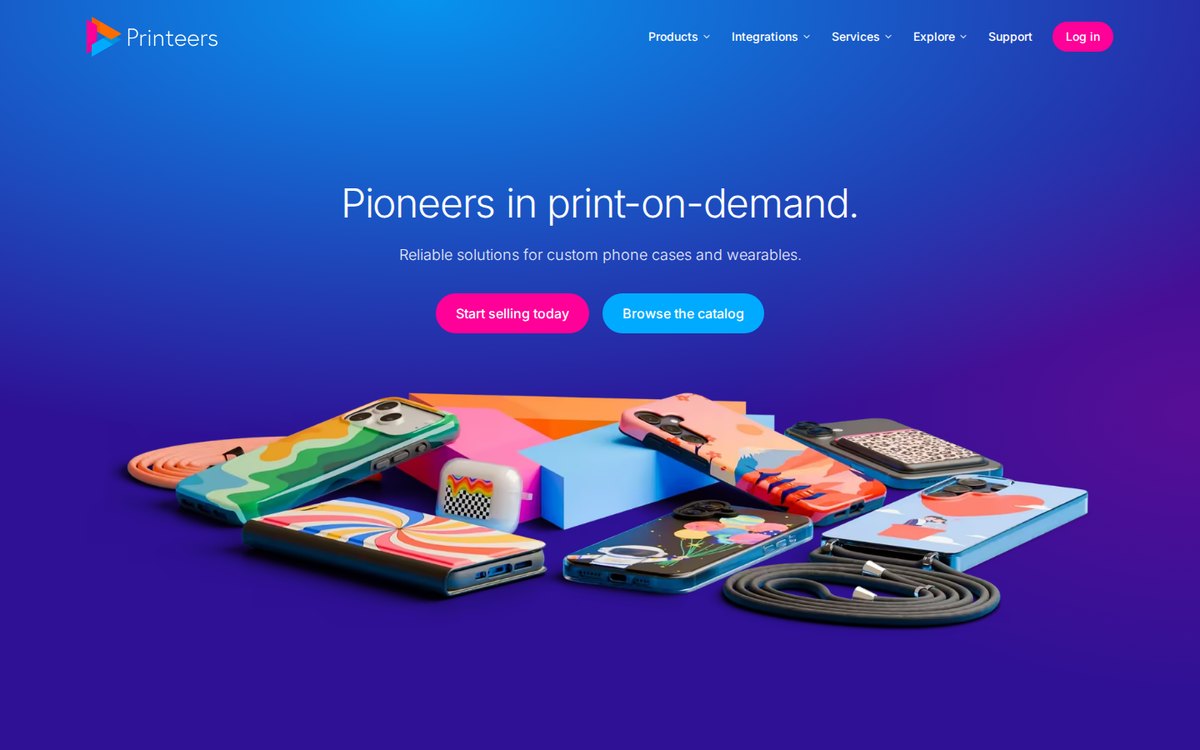 Printeers
Products
Integrations
Services
Explore
Support
Log in
Pioneers in print-on-demand.
Reliable solutions for custom phone cases and wearables.
Start selling today
Browse the catalog